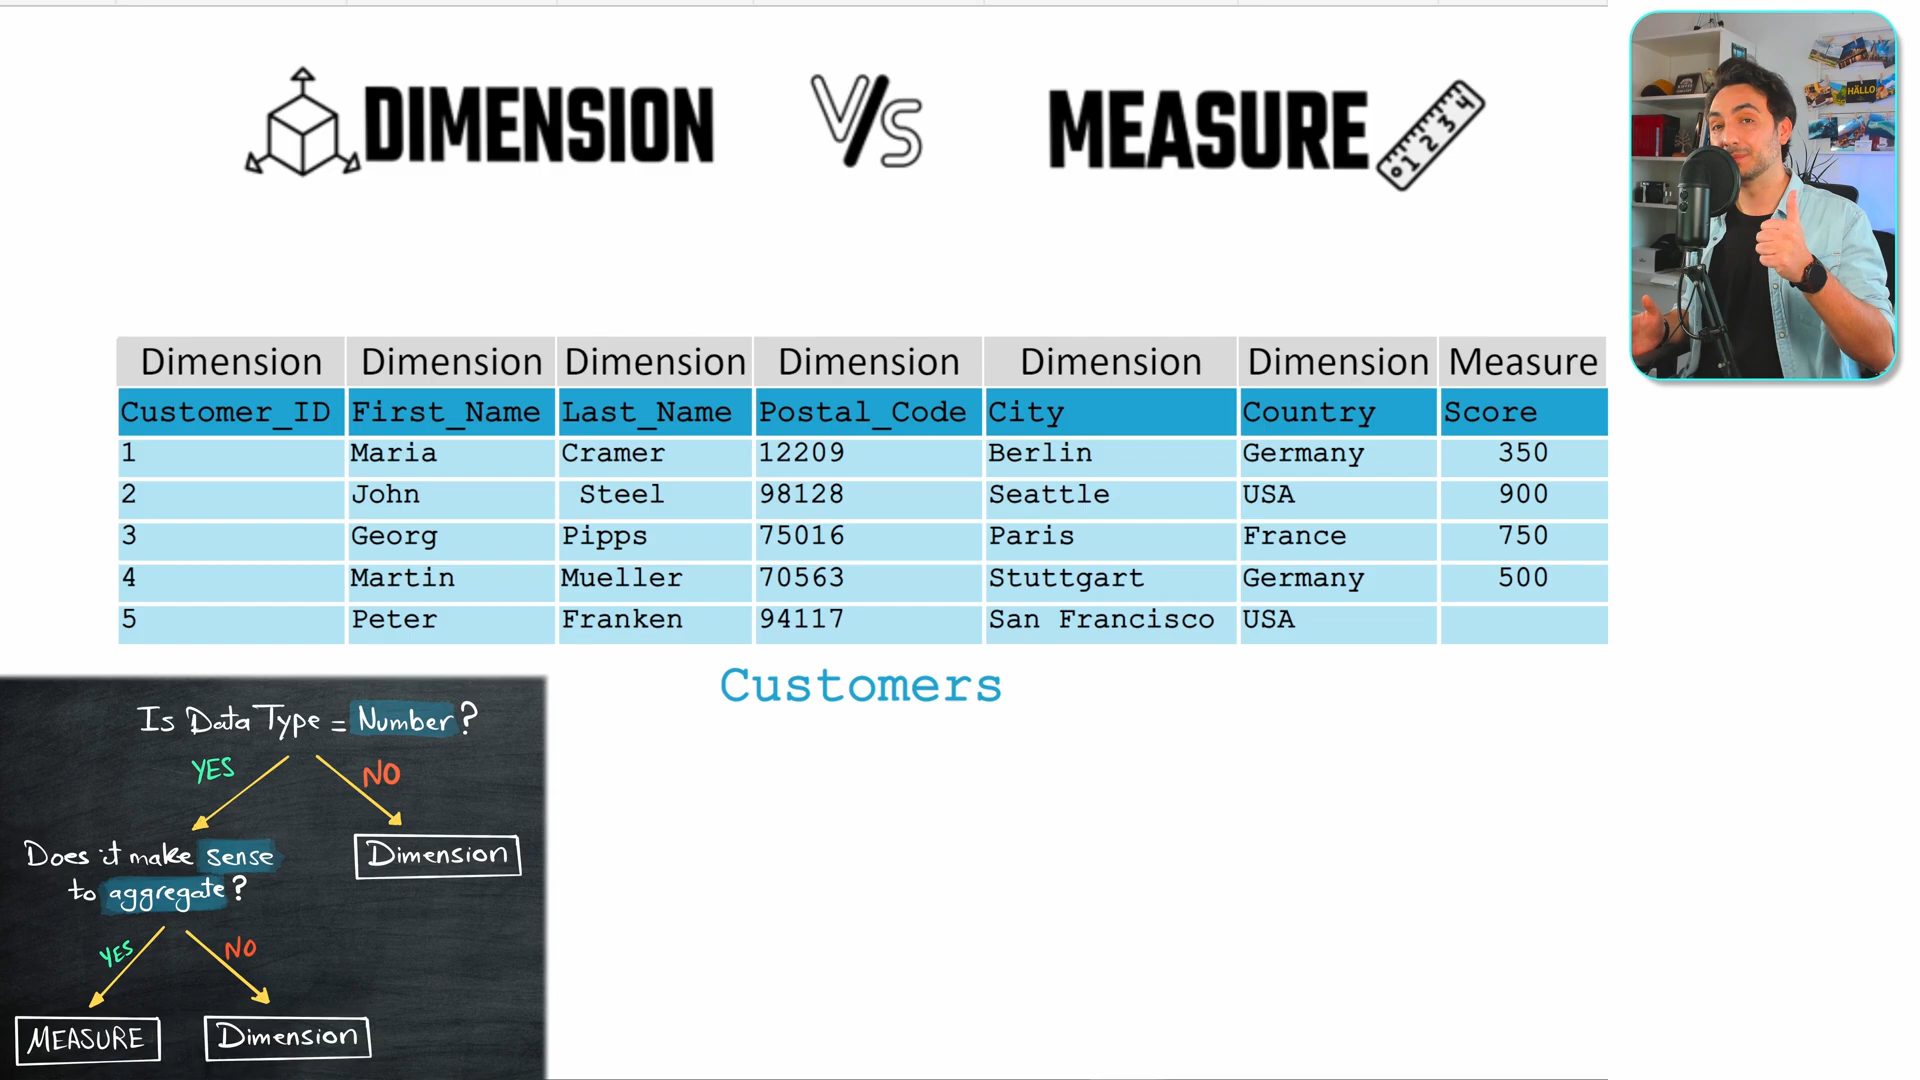 DIMENSION VS MEASURE
0 1 2 3 4
HÄLLO
Dimension Dimension Dimension Dimension Dimension Dimension Measure
Customer_ID First_Name Last_Name Postal_Code City Country Score
1 Maria Cramer 12209 Berlin Germany 350
2 John Steel 98128 Seattle USA 900
3 Georg Pipps 75016 Paris France 750
4 Martin Mueller 70563 Stuttgart Germany 500
5 Peter Franken 94117 San Francisco USA
Customers
Is Data Type = Number?
YES NO
Does it make sense
to aggregate?
Dimension
YES NO
MEASURE Dimension